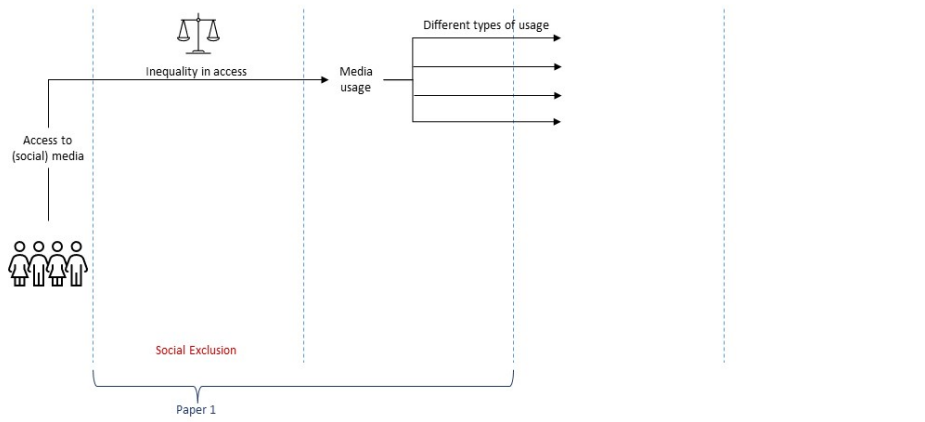 Different types of usage
Inequality in access
Media
usage
Access to
(social) media
Social Exclusion
Paper 1